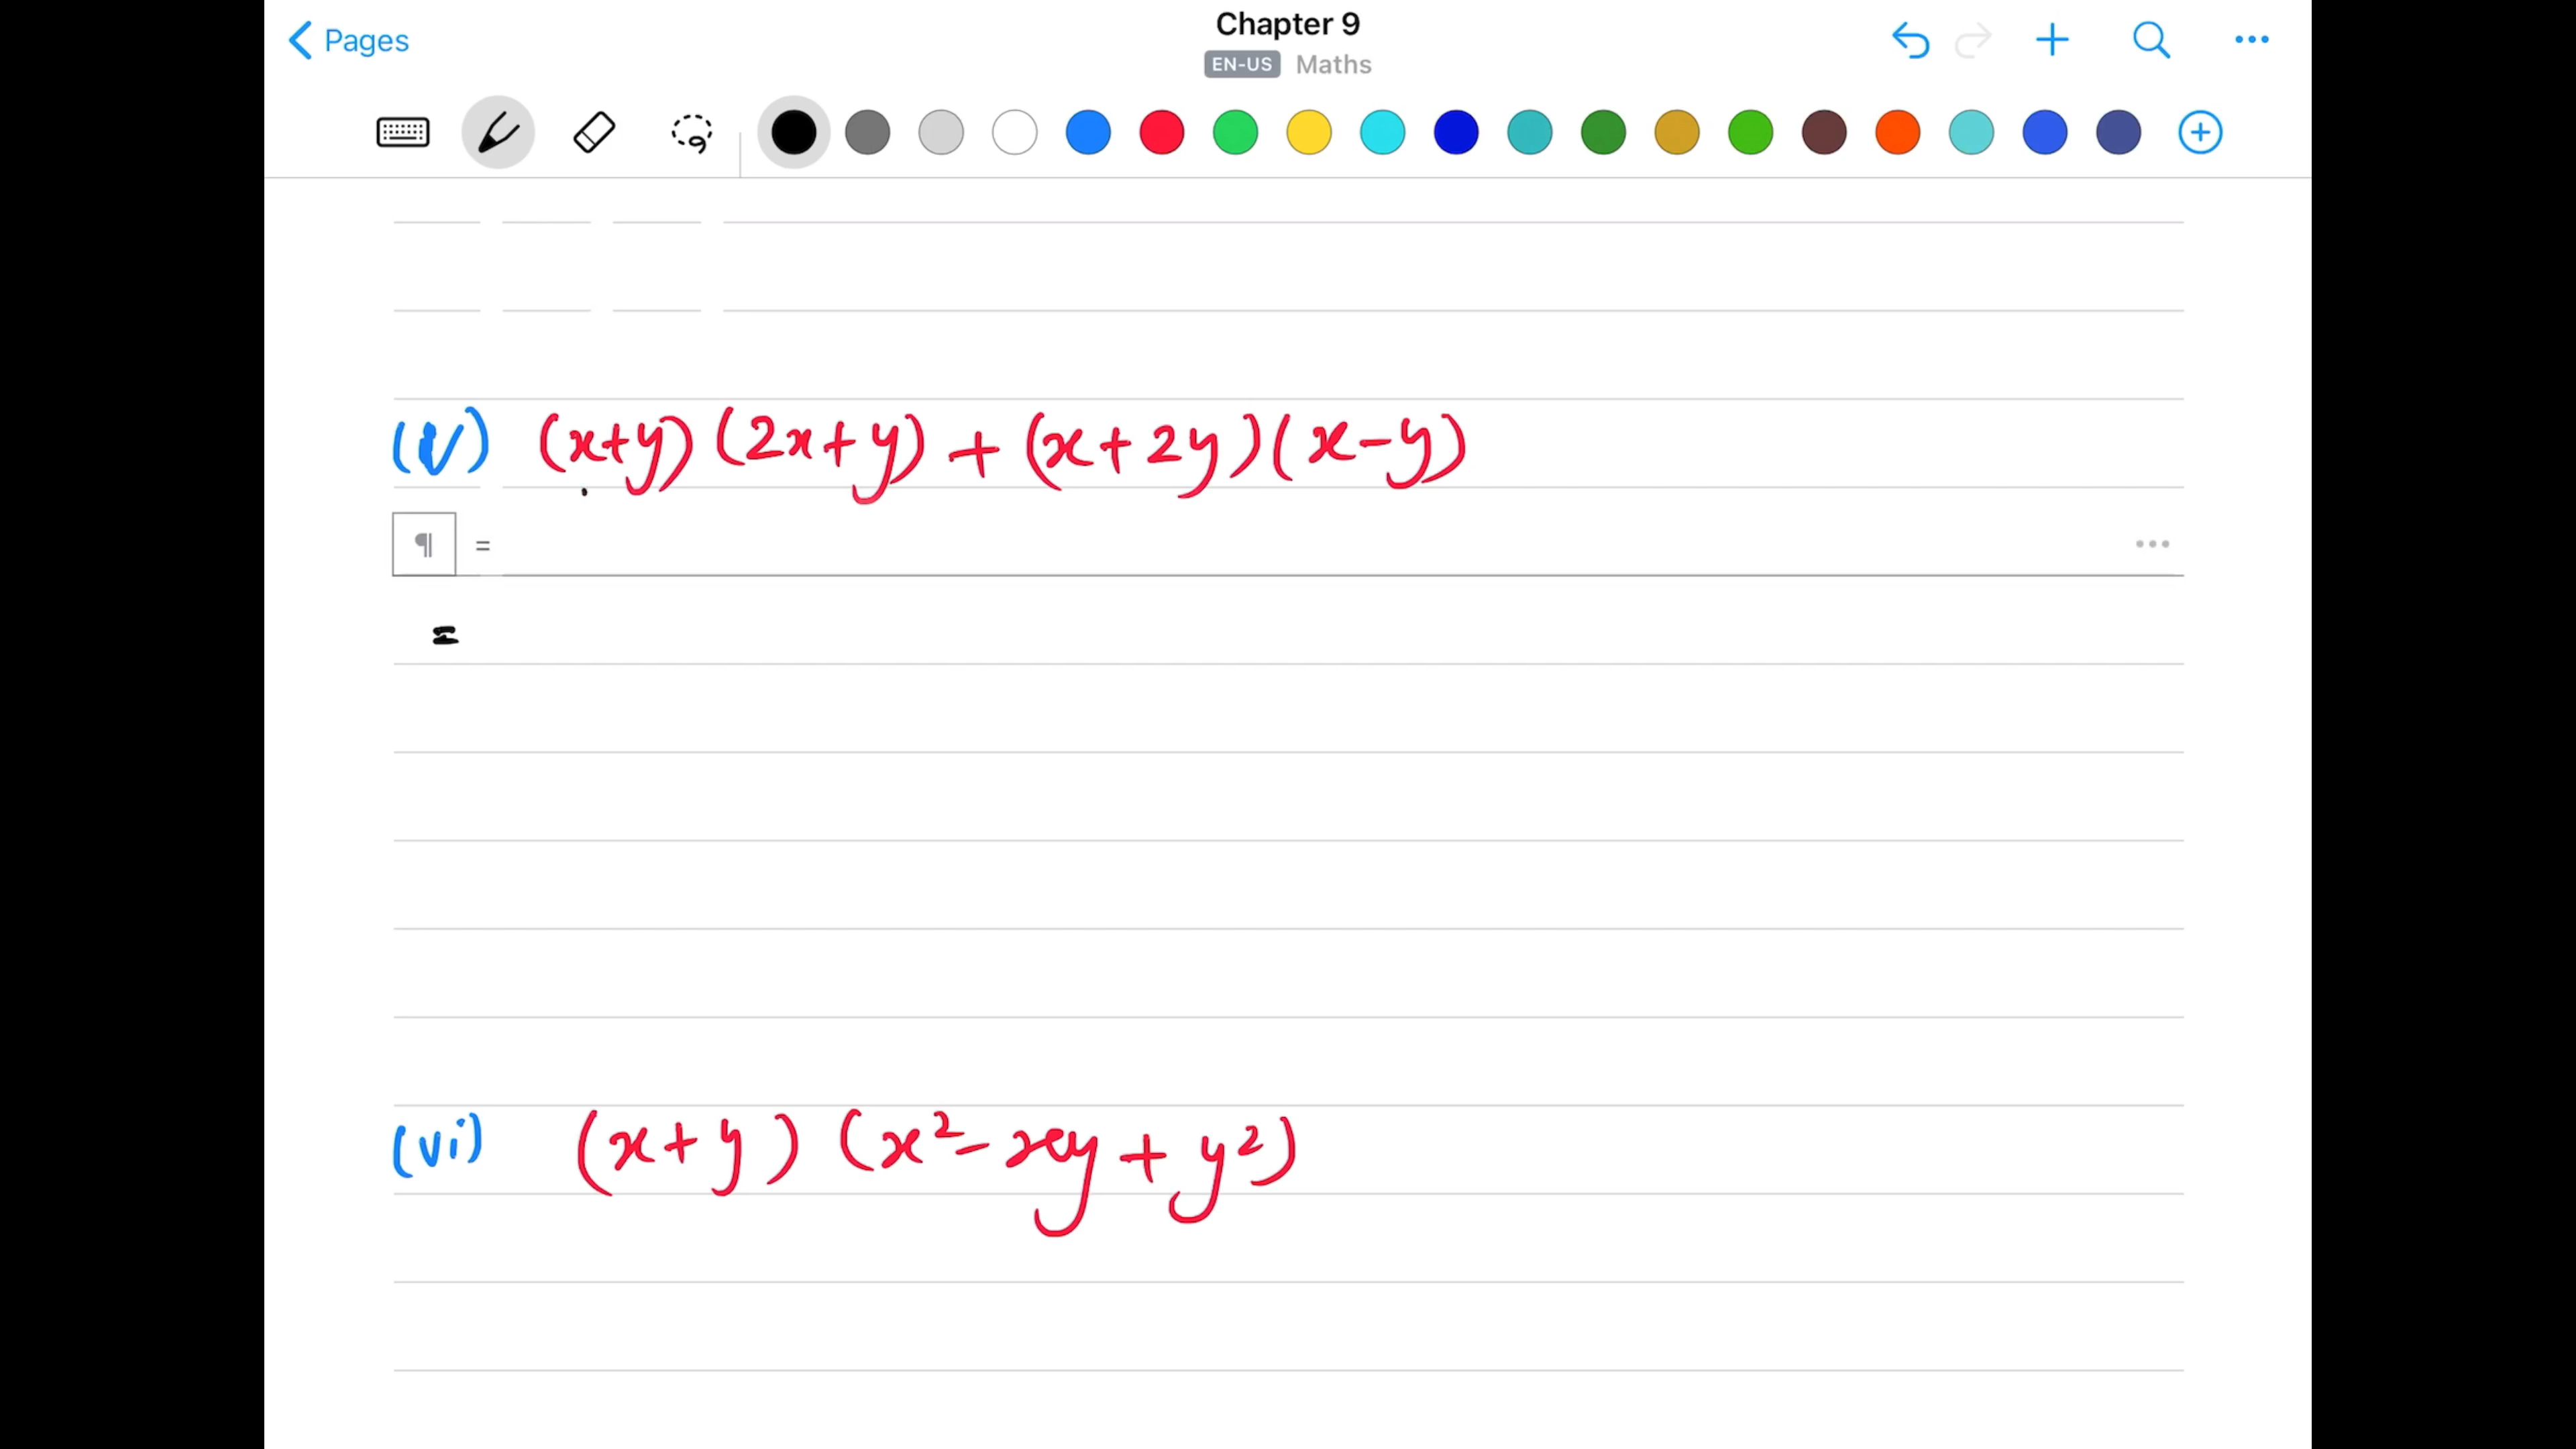 Chapter 9
Pages
EN-US Maths
(v) (x+y) (2x+y) + (x+2y) (x-y)
¶ =
=
(vi) (x+y) (x²-xy+y²)